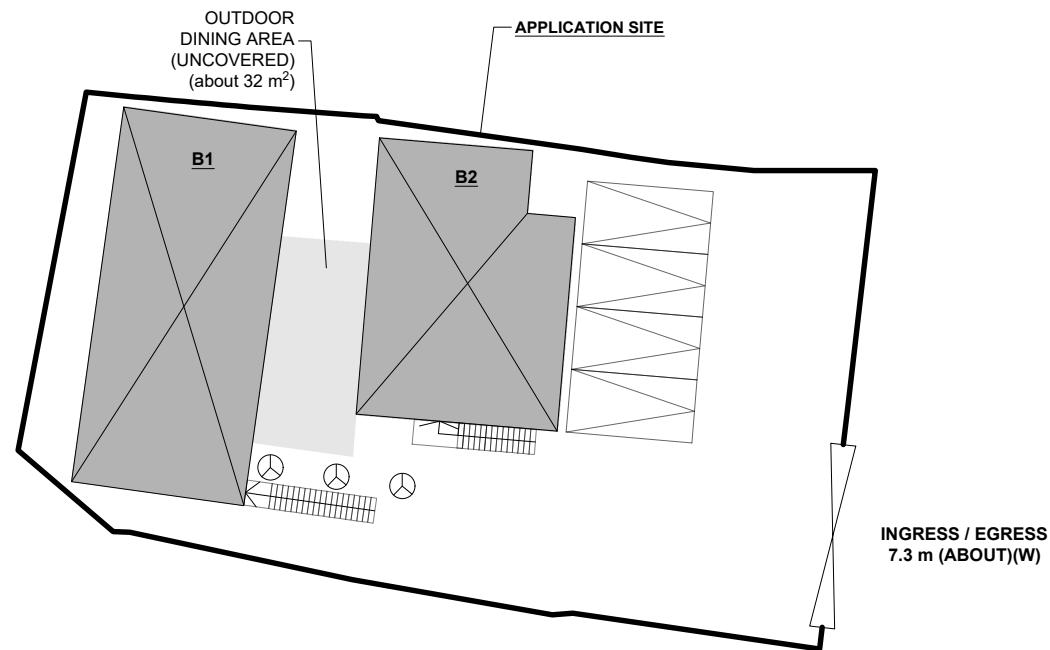 OUTDOOR
DINING AREA
(UNCOVERED)
(about 32 m²)
APPLICATION SITE
B1
B2
INGRESS / EGRESS
7.3 m (ABOUT)(W)